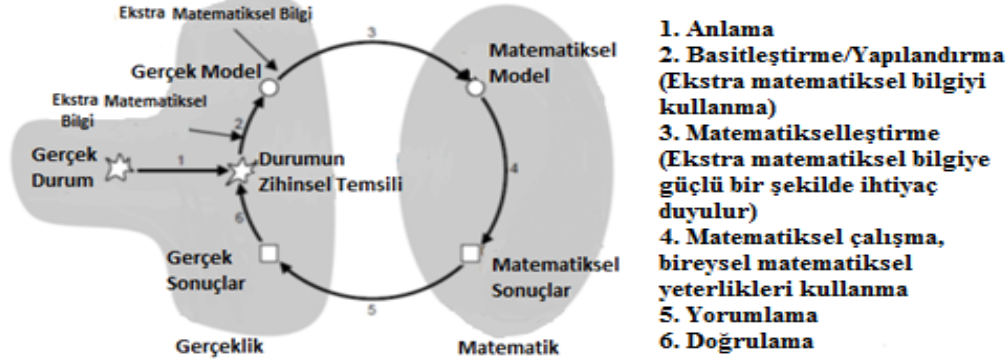 Ekstra Matematiksel Bilgi
3
Gerçek Model
Matematiksel
Model
Ekstra Matematiksel
Bilgi
2
Gerçek
Durum
1
Durumun
Zihinsel Temsili
4
6
Gerçek
Sonuçlar
Matematiksel
Sonuçlar
5
Gerçeklik
Matematik
1. Anlama
2. Basitleştirme/Yapılandırma
(Ekstra matematiksel bilgiyi
kullanma)
3. Matematikselleştirme
(Ekstra matematiksel bilgiye
güçlü bir şekilde ihtiyaç
duyulur)
4. Matematiksel çalışma,
bireysel matematiksel
yeterlikleri kullanma
5. Yorumlama
6. Doğrulama